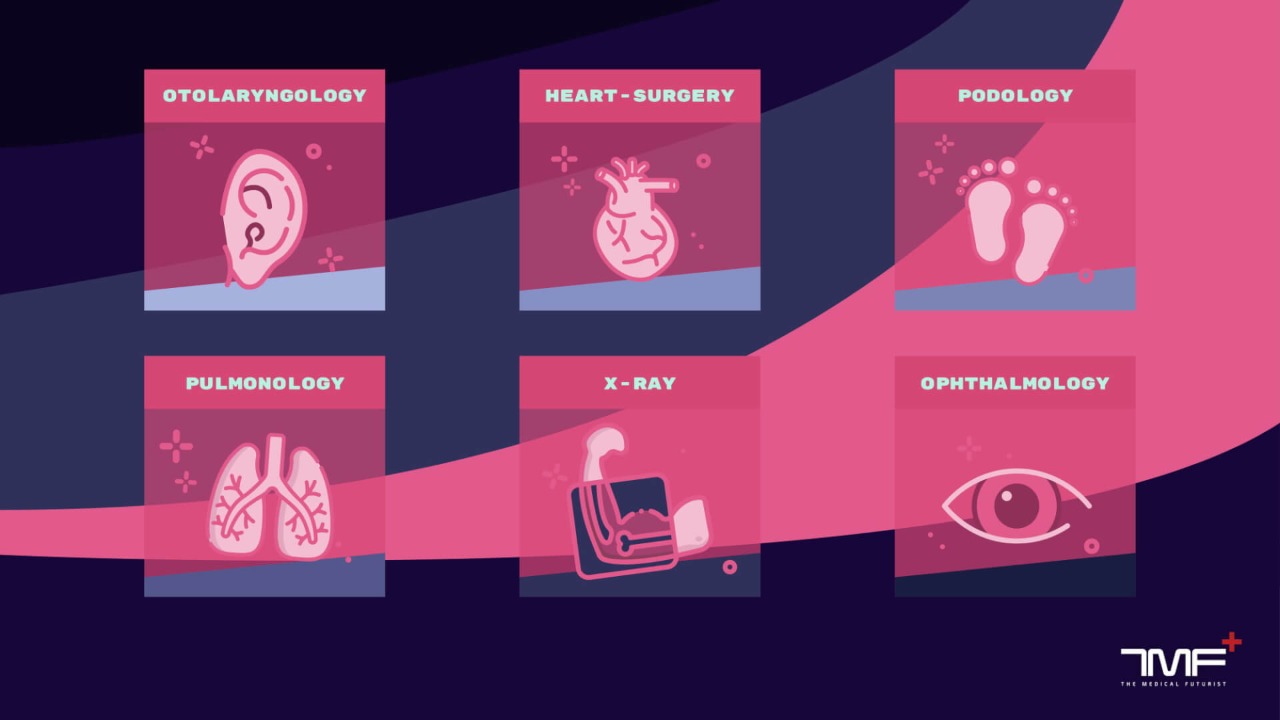 OTOLARYNGOLOGY
HEART-SURGERY
PODOLOGY
PULMONOLOGY
X-RAY
OPHTHALMOLOGY
TMF
THE MEDICAL FUTURIST